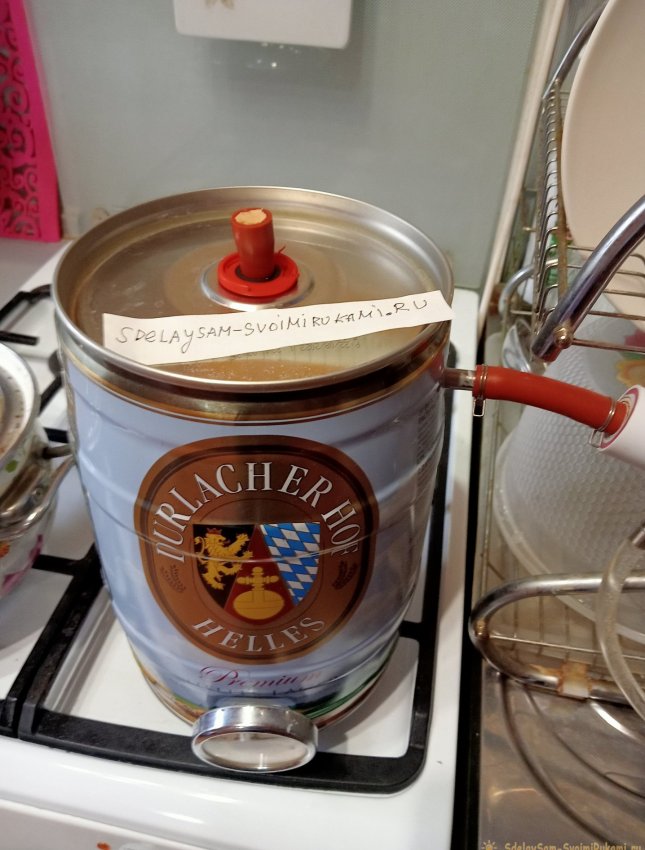 SDELAYSAM-SVOIMIRUKAMI.RU
DURLACHER HOF
HELLES
Premium
SdelaySam-SvoimiRukami.ru